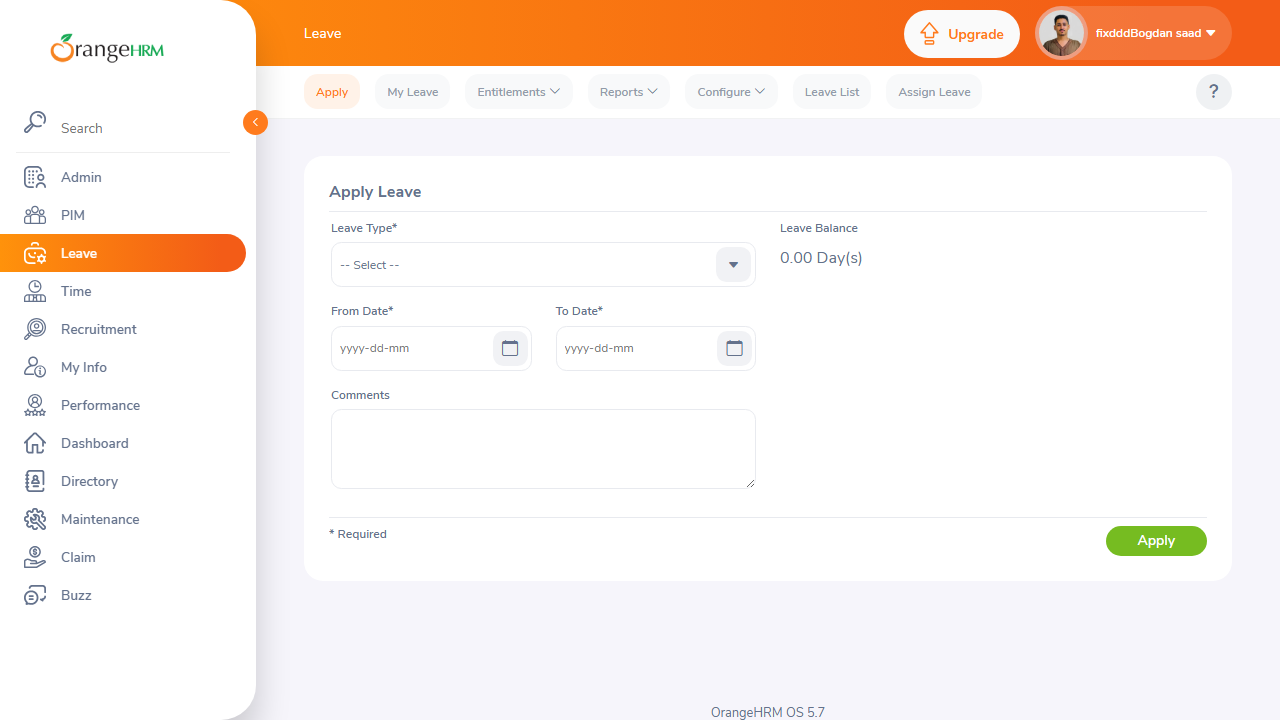 OrangeHRM
Search
Admin
PIM
Leave
Time
Recruitment
My Info
Performance
Dashboard
Directory
Maintenance
Claim
Buzz
Leave
Upgrade
fixdddBogdan saad
Apply
My Leave
Entitlements
Reports
Configure
Leave List
Assign Leave
?
Apply Leave
Leave Type*
-- Select --
Leave Balance
0.00 Day(s)
From Date*
yyyy-dd-mm
To Date*
yyyy-dd-mm
Comments
* Required
Apply
OrangeHRM OS 5.7